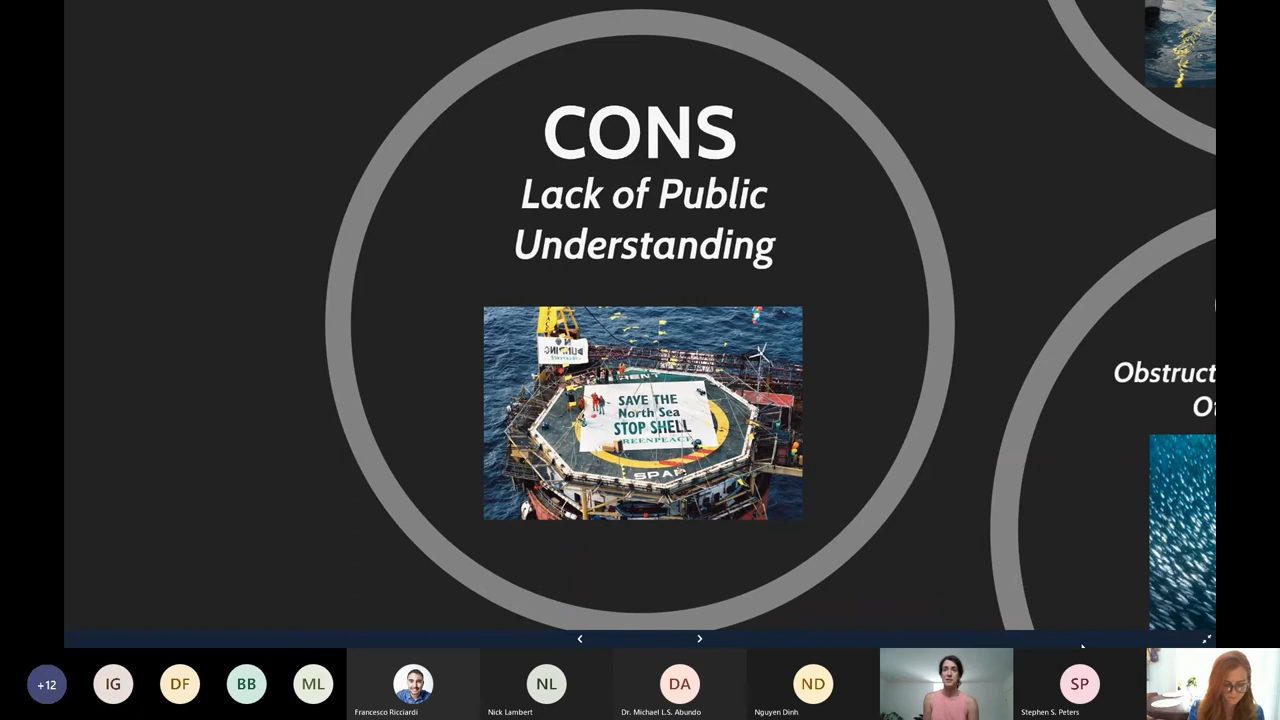 CONS
Lack of Public
Understanding
SAVE THE
North Sea
STOP SHELL
GREENPEACE
SPAR
Obstruct
+12
IG
DF
BB
ML
NL
DA
ND
SP
Francesco Ricciardi
Nick Lambert
Dr. Michael L.S. Abundo
Nguyen Dinh
Stephen S. Peters